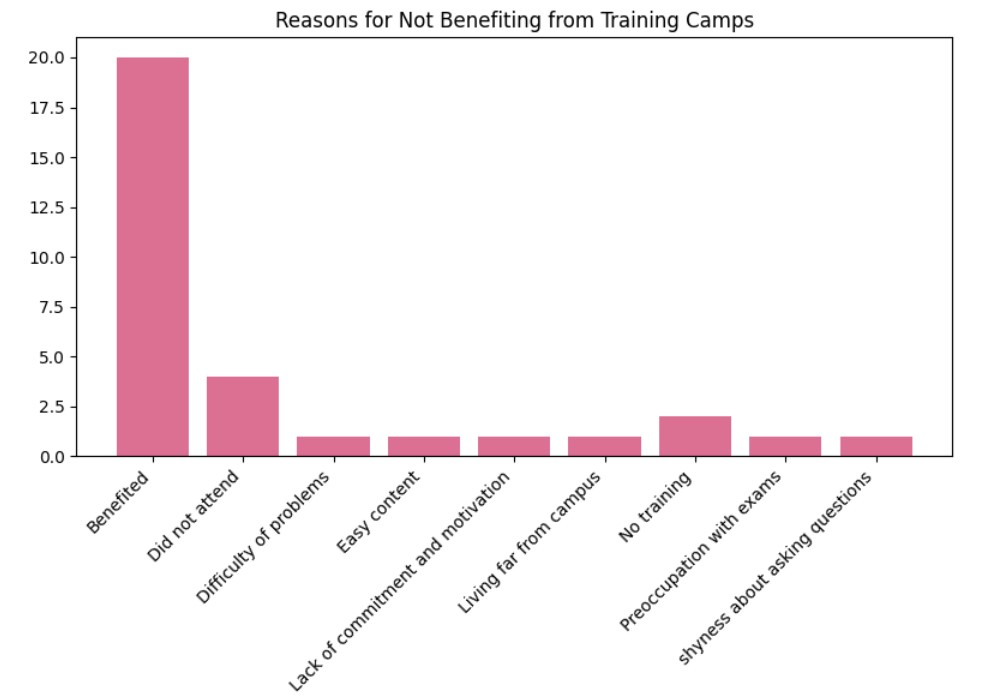 Reasons for Not Benefiting from Training Camps
20.0
17.5
15.0
12.5
10.0
7.5
5.0
2.5
0.0
Benefited
Did not attend
Difficulty of problems
Easy content
Lack of commitment and motivation
Living far from campus
No training
Preoccupation with exams
shyness about asking questions